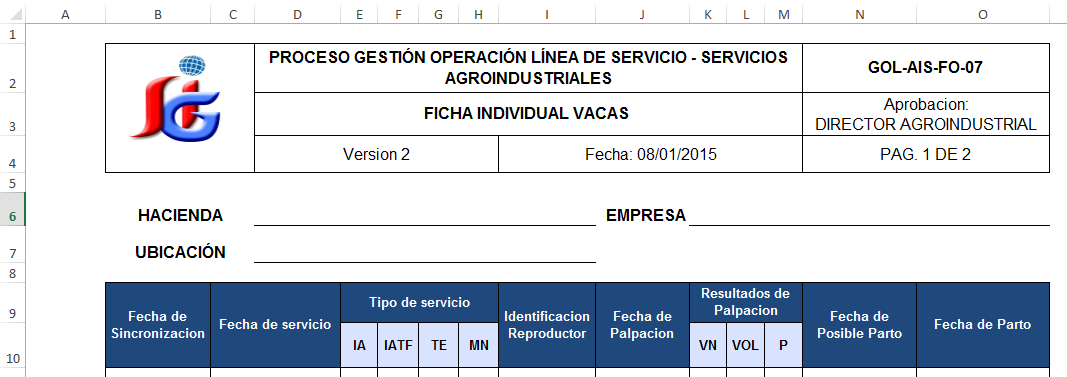 A B C D E F G H I J K L M N O
1
2
3
4
5
6
7
8
9
10
PROCESO GESTIÓN OPERACIÓN LÍNEA DE SERVICIO - SERVICIOS
AGROINDUSTRIALES
GOL-AIS-FO-07
FICHA INDIVIDUAL VACAS
Aprobacion:
DIRECTOR AGROINDUSTRIAL
Version 2
Fecha: 08/01/2015
PAG. 1 DE 2
HACIENDA
EMPRESA
UBICACIÓN
Fecha de
Sincronizacion
Fecha de servicio
Tipo de servicio
IA IATF TE MN
Identificacion
Reproductor
Fecha de
Palpacion
Resultados de
Palpacion
VN VOL P
Fecha de
Posible Parto
Fecha de Parto